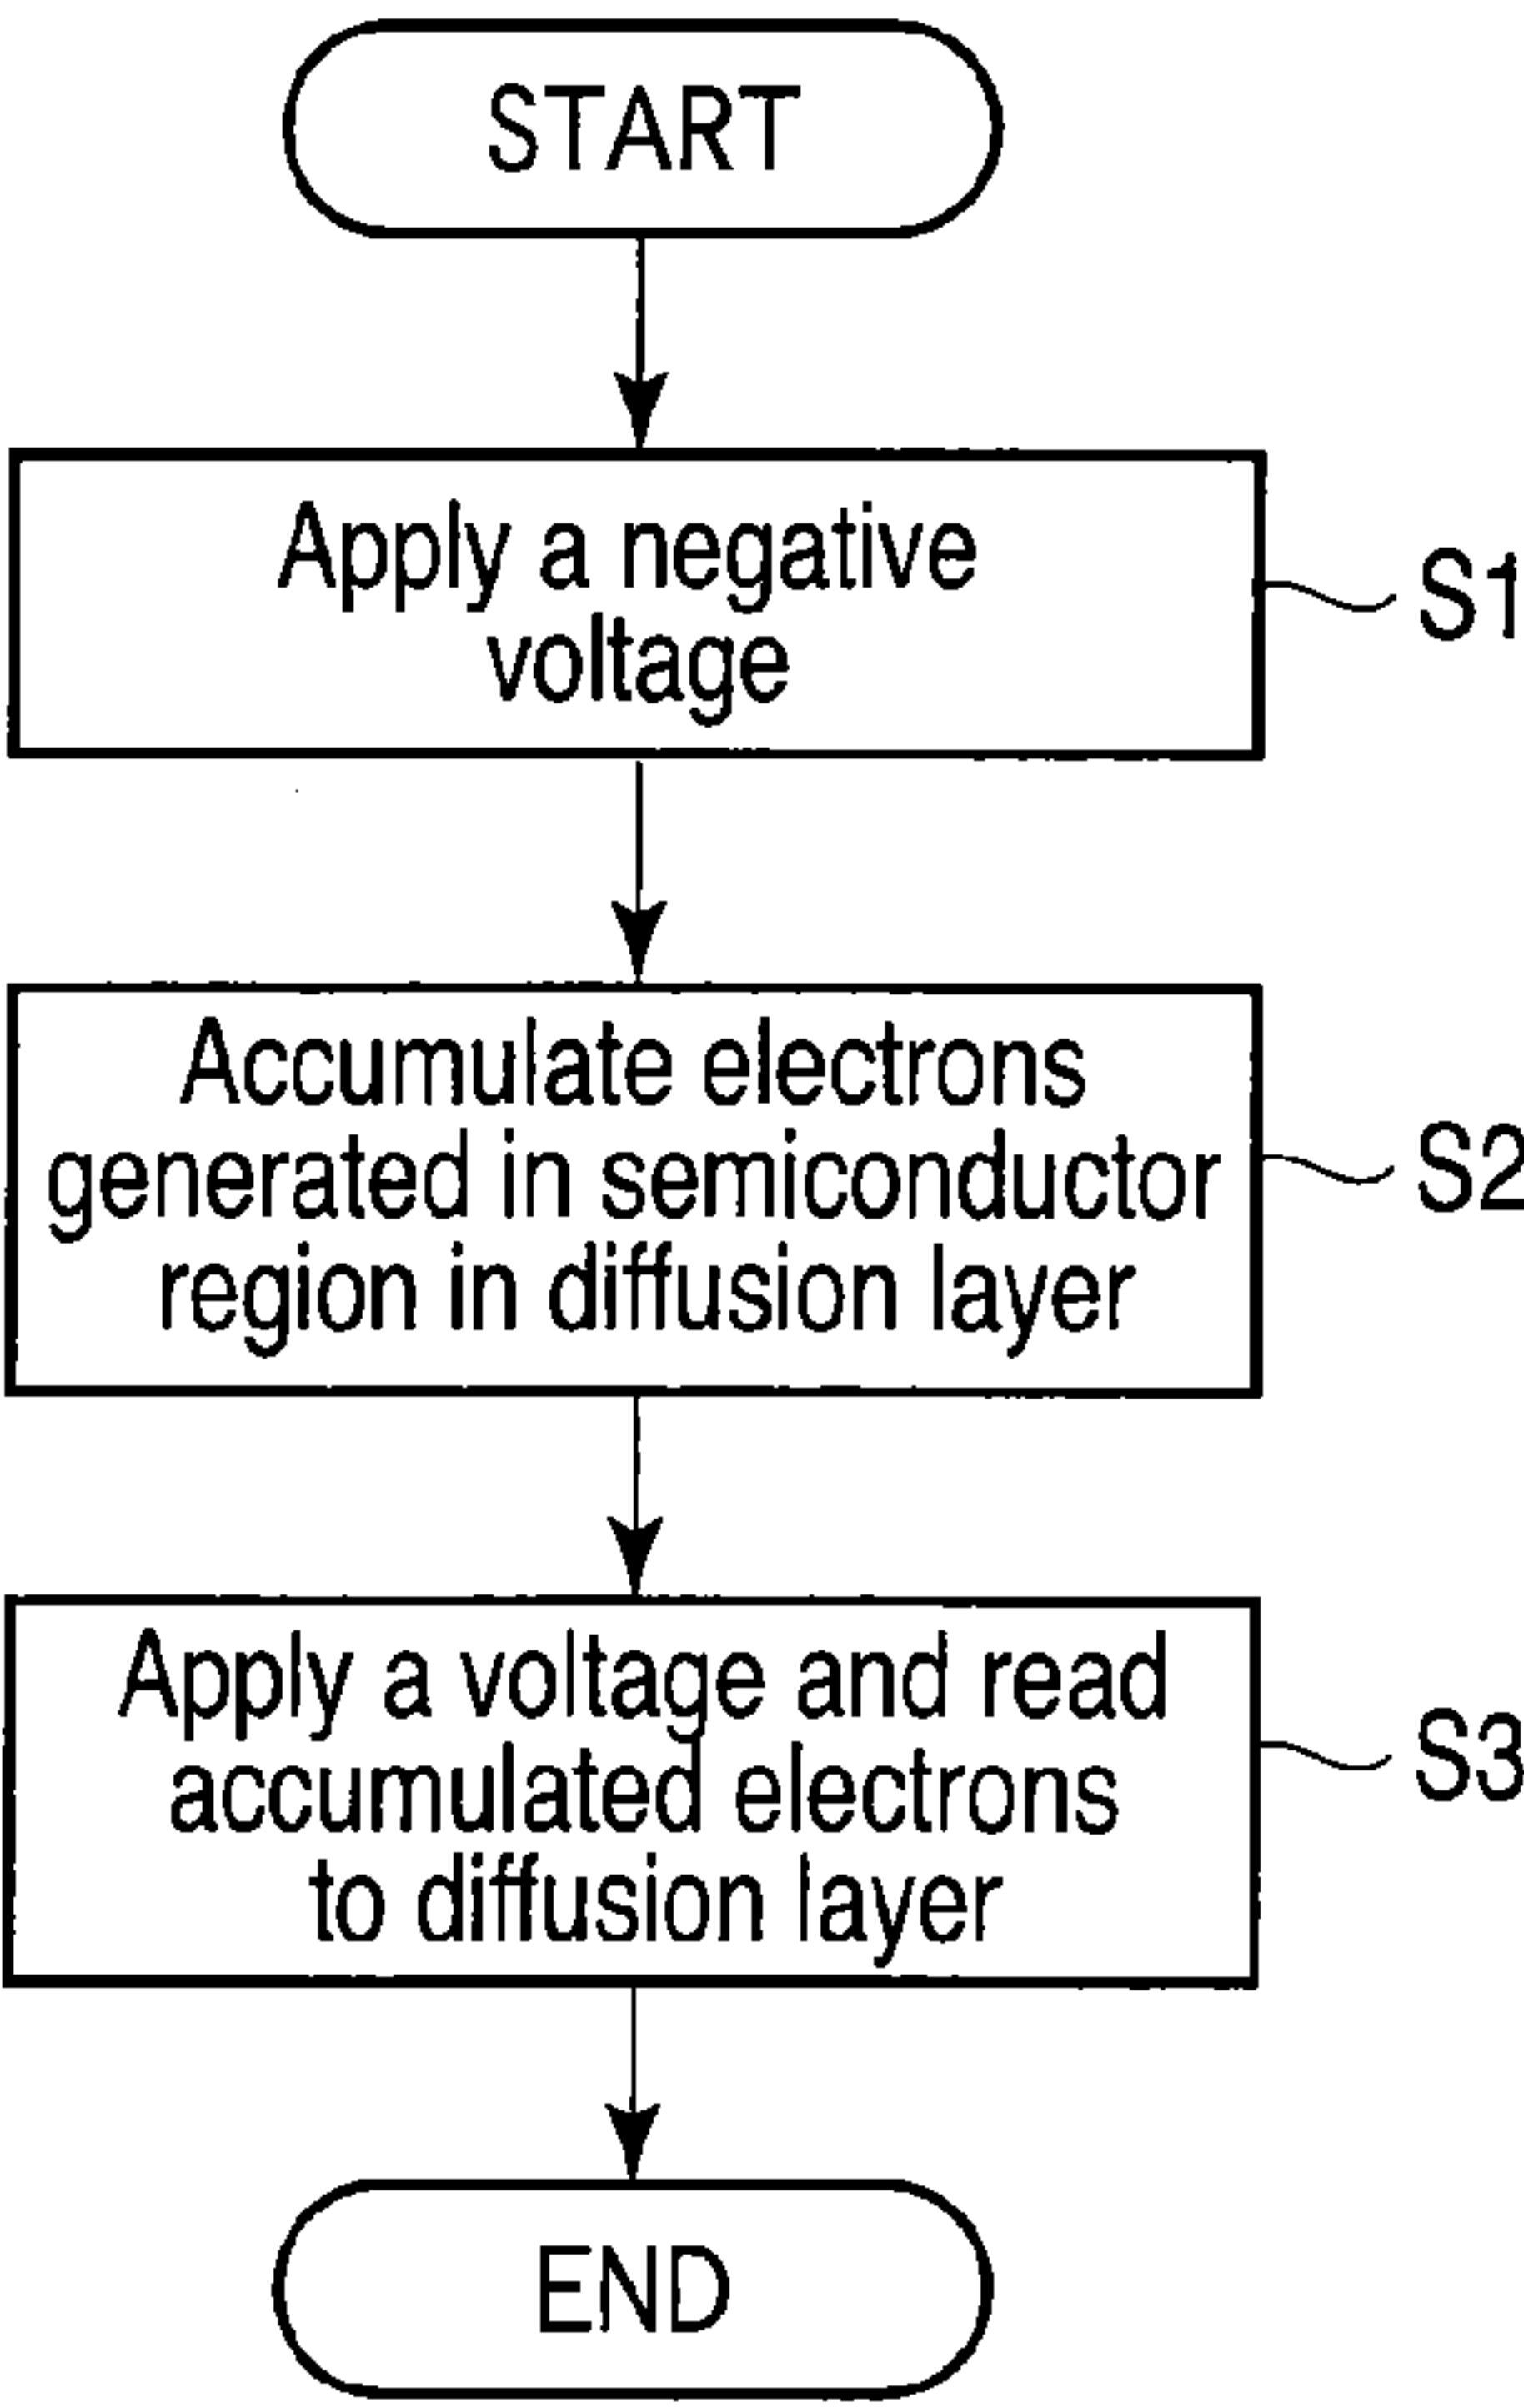 START
Apply a negative
voltage
S1
Accumulate electrons
generated in semiconductor
region in diffusion layer
S2
Apply a voltage and read
accumulated electrons
to diffusion layer
S3
END